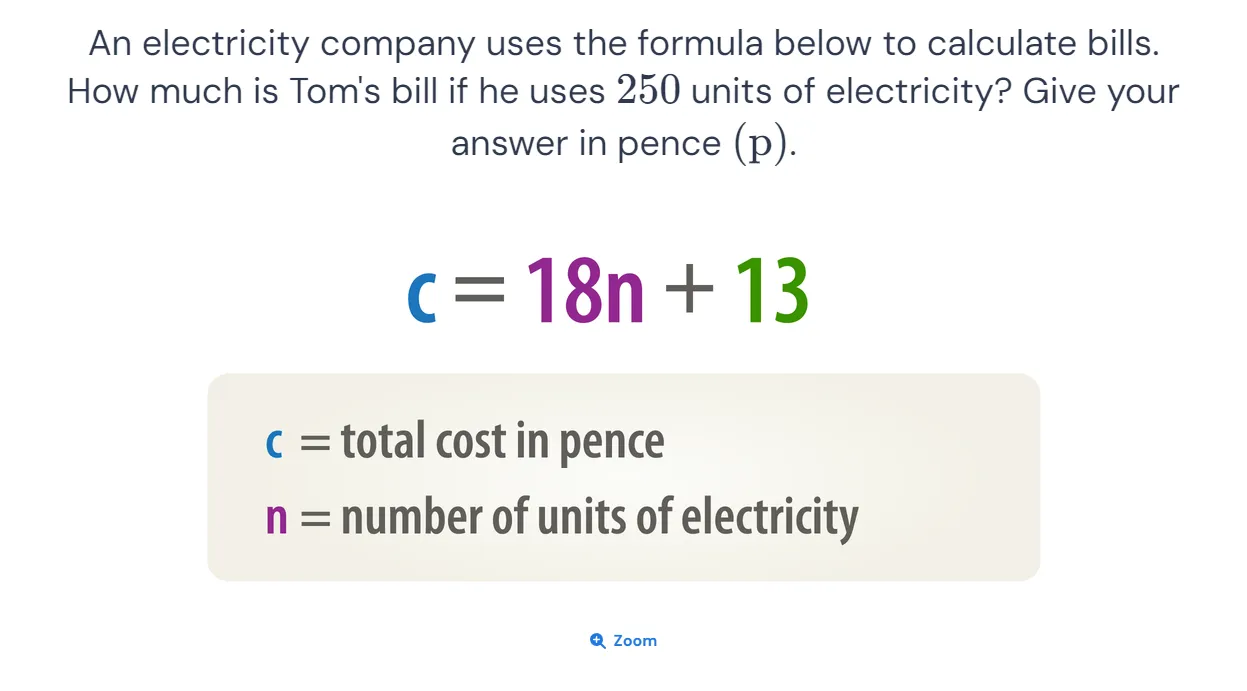 An electricity company uses the formula below to calculate bills.
How much is Tom's bill if he uses 250 units of electricity? Give your
answer in pence (p).
c = 18n + 13
c = total cost in pence
n = number of units of electricity
Zoom